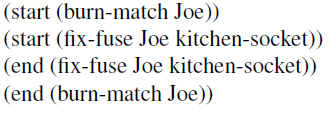 (start (burn-match Joe))
(start (fix-fuse Joe kitchen-socket))
(end (fix-fuse Joe kitchen-socket))
(end (burn-match Joe))